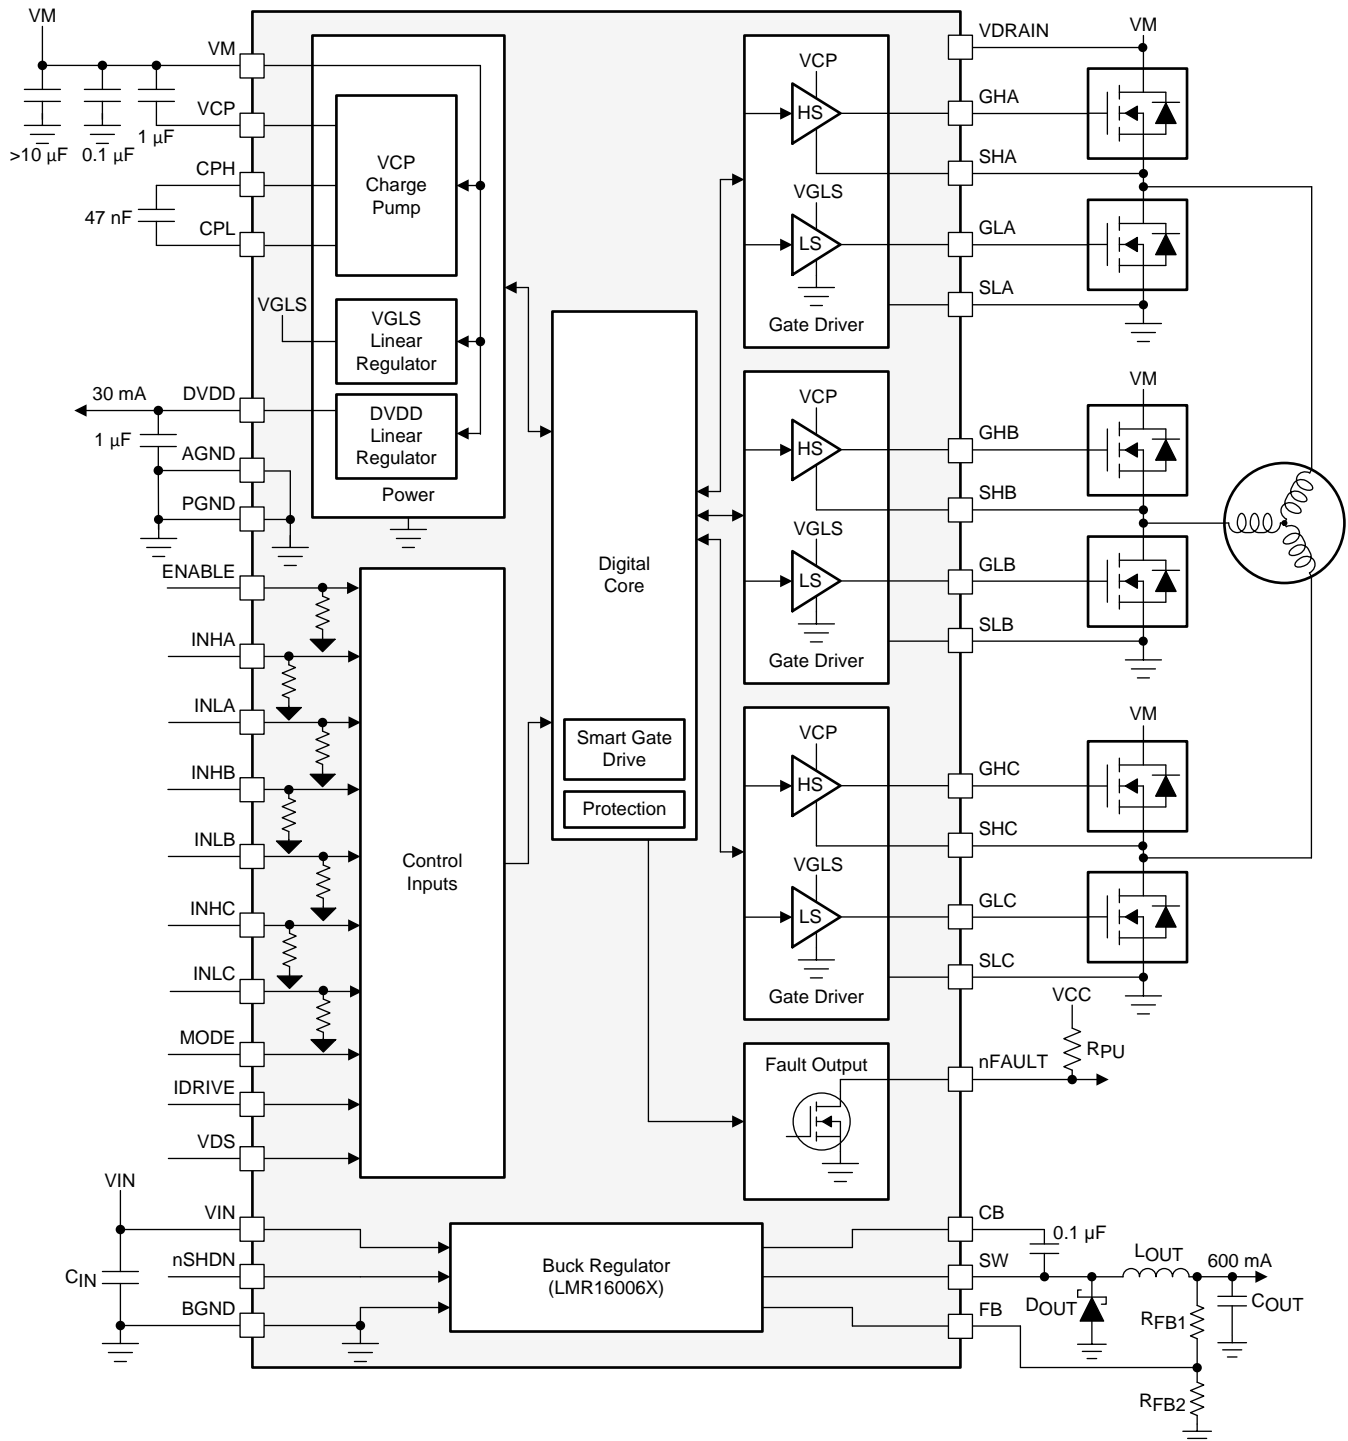 VM
VM
VCP
>10 µF
0.1 µF
1 µF
CPH
47 nF
CPL
VCP
Charge
Pump
VGLS
VGLS
Linear
Regulator
30 mA
DVDD
1 µF
DVDD
Linear
Regulator
AGND
PGND
Power
ENABLE
INHA
INLA
INHB
INLB
INHC
INLC
MODE
IDRIVE
VDS
Control
Inputs
Digital
Core
Smart Gate
Drive
Protection
VCP
HS
VGLS
LS
Gate Driver
VCP
HS
VGLS
LS
Gate Driver
VCP
HS
VGLS
LS
Gate Driver
VDRAIN
VM
GHA
SHA
GLA
SLA
VM
GHB
SHB
GLB
SLB
VM
GHC
SHC
GLC
SLC
VCC
RPU
nFAULT
Fault Output
VIN
VIN
CIN
nSHDN
BGND
Buck Regulator
(LMR16006X)
CB
0.1 µF
SW
LOUT
600 mA
DOUT
COUT
FB
RFB1
RFB2